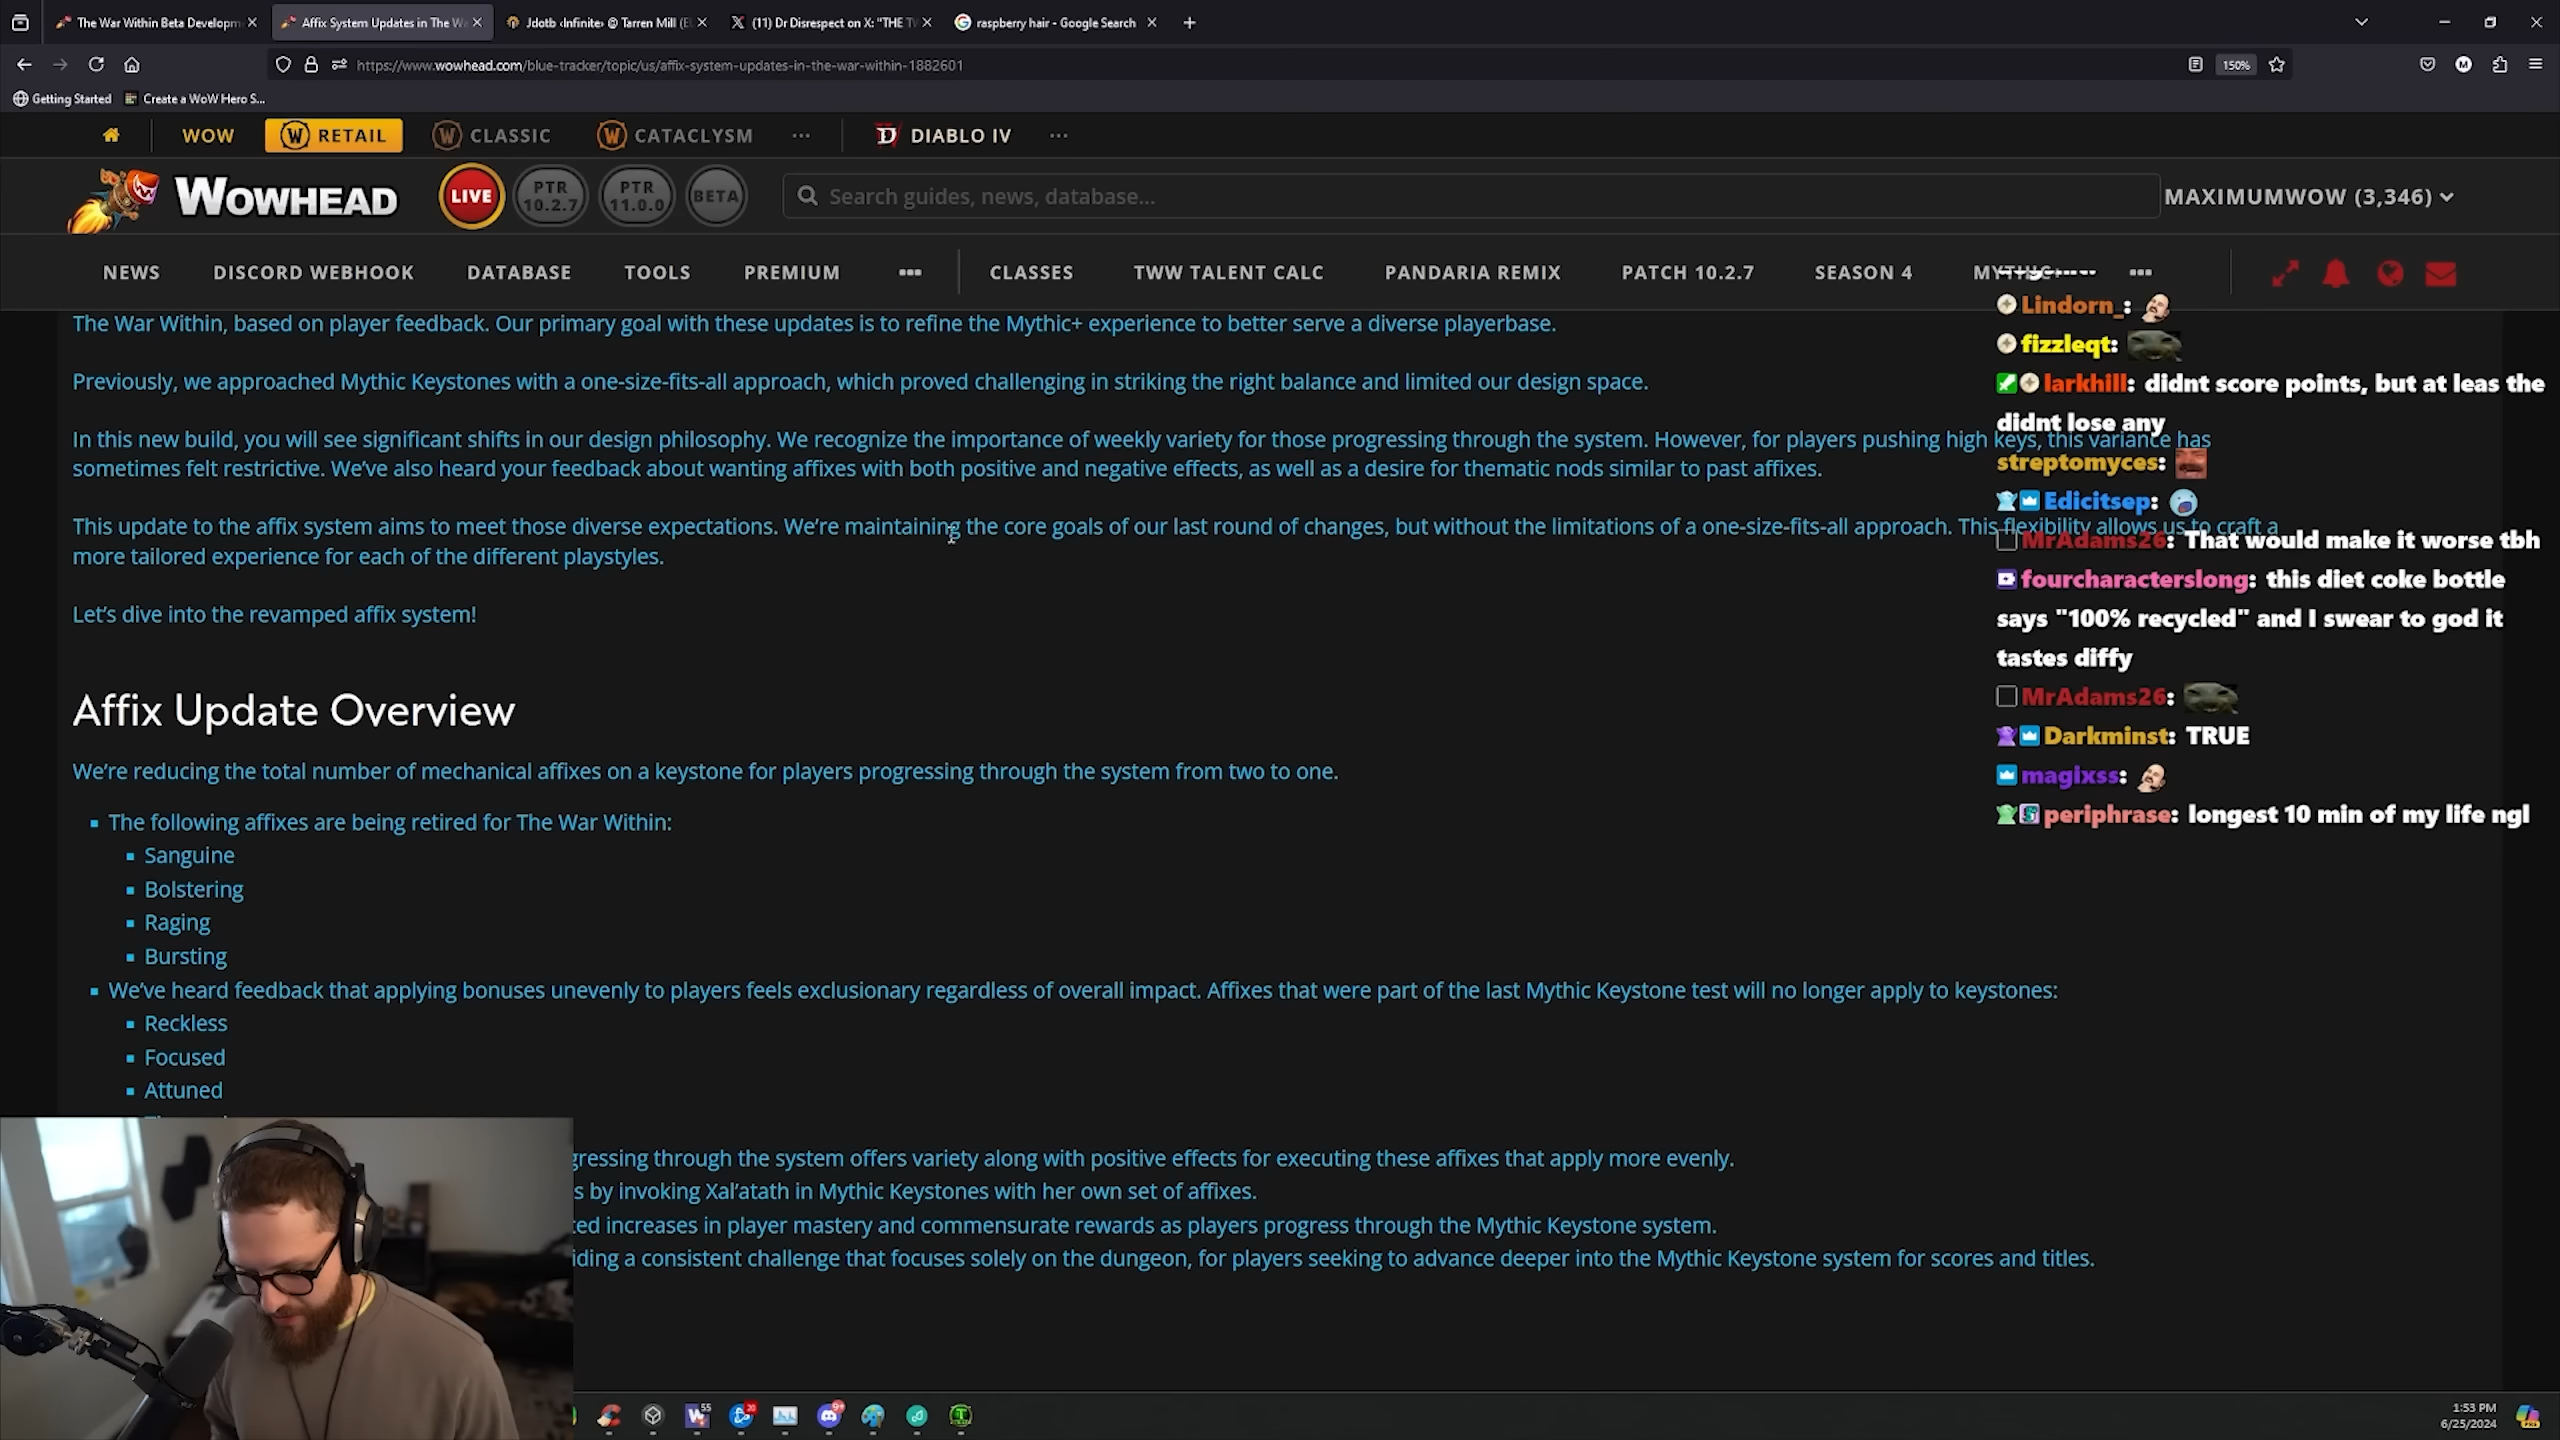 The War Within Beta Developm
Affix System Updates in The Wa
Jdotb ‹Infinite› @ Tarren Mill (E
(11) Dr Disrespect on X: "THE T
raspberry hair - Google Search
https://www.wowhead.com/blue-tracker/topic/us/affix-system-updates-in-the-war-within-1882601
150%
Getting Started
Create a WoW Hero S...
WOW
RETAIL
CLASSIC
CATACLYSM
DIABLO IV
WOWHEAD
LIVE
PTR 10.2.7
PTR 11.0.0
BETA
Search guides, news, database...
MAXIMUMWOW (3,346)
NEWS
DISCORD WEBHOOK
DATABASE
TOOLS
PREMIUM
CLASSES
TWW TALENT CALC
PANDARIA REMIX
PATCH 10.2.7
SEASON 4
MYTHIC+
The War Within, based on player feedback. Our primary goal with these updates is to refine the Mythic+ experience to better serve a diverse playerbase.
Previously, we approached Mythic Keystones with a one-size-fits-all approach, which proved challenging in striking the right balance and limited our design space.
In this new build, you will see significant shifts in our design philosophy. We recognize the importance of weekly variety for those progressing through the system. However, for players pushing high keys, this variance has
sometimes felt restrictive. We've also heard your feedback about wanting affixes with both positive and negative effects, as well as a desire for thematic nods similar to past affixes.
This update to the affix system aims to meet those diverse expectations. We're maintaining the core goals of our last round of changes, but without the limitations of a one-size-fits-all approach. This flexibility allows us to craft a
more tailored experience for each of the different playstyles.
Let's dive into the revamped affix system!
Affix Update Overview
We're reducing the total number of mechanical affixes on a keystone for players progressing through the system from two to one.
The following affixes are being retired for The War Within:
Sanguine
Bolstering
Raging
Bursting
We've heard feedback that applying bonuses unevenly to players feels exclusionary regardless of overall impact. Affixes that were part of the last Mythic Keystone test will no longer apply to keystones:
Reckless
Focused
Attuned
gressing through the system offers variety along with positive effects for executing these affixes that apply more evenly.
s by invoking Xal'atath in Mythic Keystones with her own set of affixes.
ted increases in player mastery and commensurate rewards as players progress through the Mythic Keystone system.
iding a consistent challenge that focuses solely on the dungeon, for players seeking to advance deeper into the Mythic Keystone system for scores and titles.
Lindorn_:
fizzleqt:
larkhill: didnt score points, but at leas the
didnt lose any
streptomyces:
Edicitsep:
MrAdams26: That would make it worse tbh
fourcharacterslong: this diet coke bottle
says "100% recycled" and I swear to god it
tastes diffy
MrAdams26:
Darkminst: TRUE
magixss:
periphrase: longest 10 min of my life ngl
1:53 PM
6/25/2024